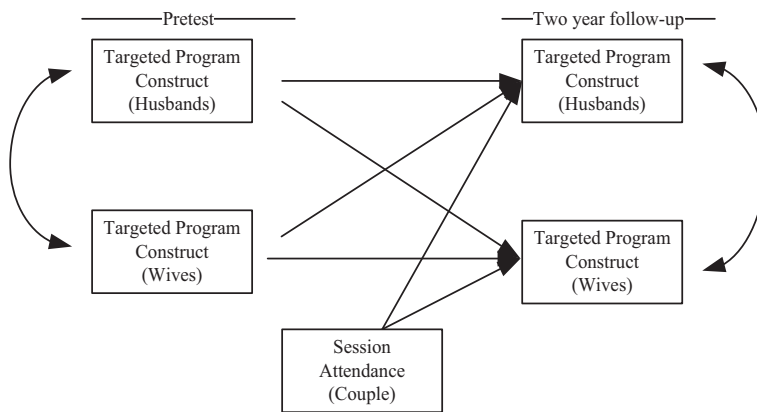 Pretest
Two year follow-up
Targeted Program
Construct
(Husbands)
Targeted Program
Construct
(Husbands)
Targeted Program
Construct
(Wives)
Targeted Program
Construct
(Wives)
Session
Attendance
(Couple)